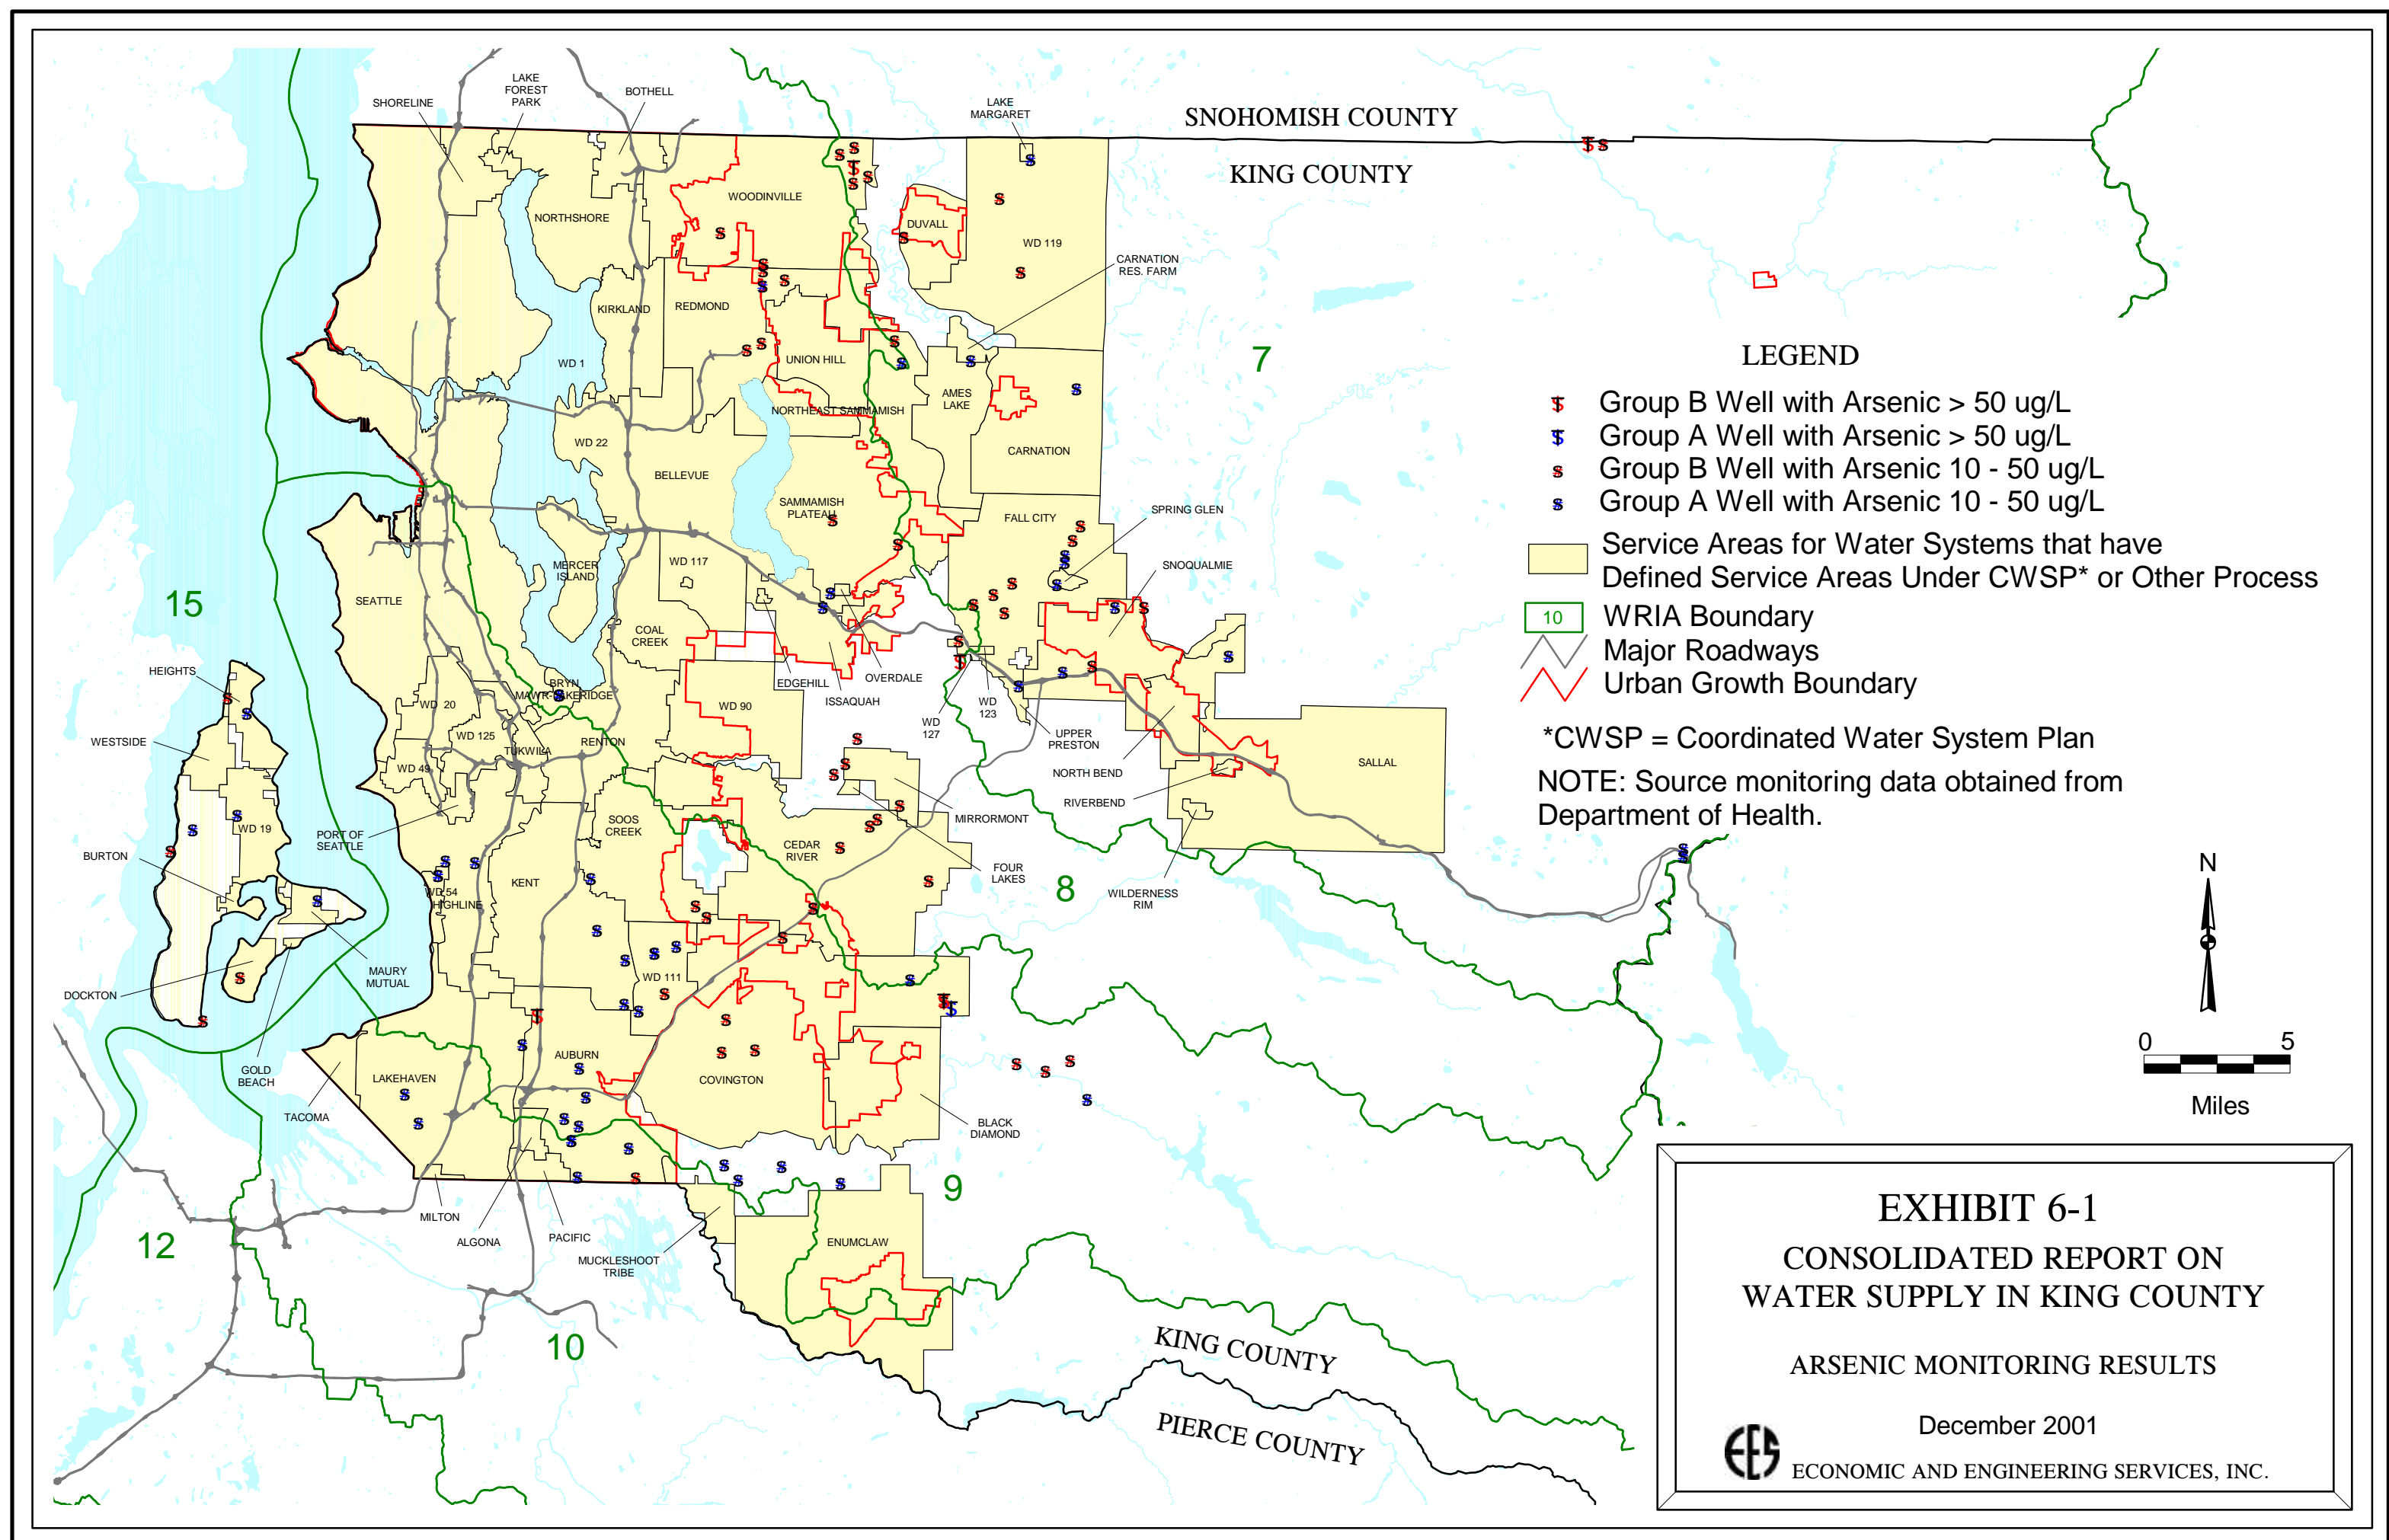 SNOHOMISH COUNTY
KING COUNTY
SHORELINE
LAKE
FOREST
PARK
BOTHELL
LAKE
MARGARET
WOODINVILLE
NORTHSHORE
DUVALL
WD 119
CARNATION
RES. FARM
KIRKLAND
REDMOND
WD 1
UNION HILL
AMES
LAKE
NORTHEAST SAMMAMISH
7
WD 22
CARNATION
BELLEVUE
SAMMAMISH
PLATEAU
FALL CITY
SPRING GLEN
WD 117
MERCER
ISLAND
SNOQUALMIE
15
SEATTLE
COAL
CREEK
HEIGHTS
EDGEHILL
OVERDALE
ISSAQUAH
BRYN
MAWR-LAKERIDGE
WD 20
WD 90
WD
123
WD
127
WESTSIDE
WD 125
TUKWILA
RENTON
UPPER
PRESTON
WD 49
NORTH BEND
SALLAL
RIVERBEND
MIRRORMONT
SOOS
CREEK
WD 19
PORT OF
SEATTLE
CEDAR
RIVER
BURTON
FOUR
LAKES
8
WILDERNESS
RIM
KENT
WD 54
HIGHLINE
MAURY
MUTUAL
WD 111
DOCKTON
GOLD
BEACH
AUBURN
LAKEHAVEN
COVINGTON
TACOMA
BLACK
DIAMOND
9
MILTON
ALGONA
PACIFIC
MUCKLESHOOT
TRIBE
ENUMCLAW
12
10
KING COUNTY
PIERCE COUNTY
LEGEND
Group B Well with Arsenic > 50 ug/L
Group A Well with Arsenic > 50 ug/L
Group B Well with Arsenic 10 - 50 ug/L
Group A Well with Arsenic 10 - 50 ug/L
Service Areas for Water Systems that have
Defined Service Areas Under CWSP* or Other Process
10 WRIA Boundary
Major Roadways
Urban Growth Boundary
*CWSP = Coordinated Water System Plan
NOTE: Source monitoring data obtained from
Department of Health.
N
0 5
Miles
EXHIBIT 6-1
CONSOLIDATED REPORT ON
WATER SUPPLY IN KING COUNTY
ARSENIC MONITORING RESULTS
December 2001
EES ECONOMIC AND ENGINEERING SERVICES, INC.